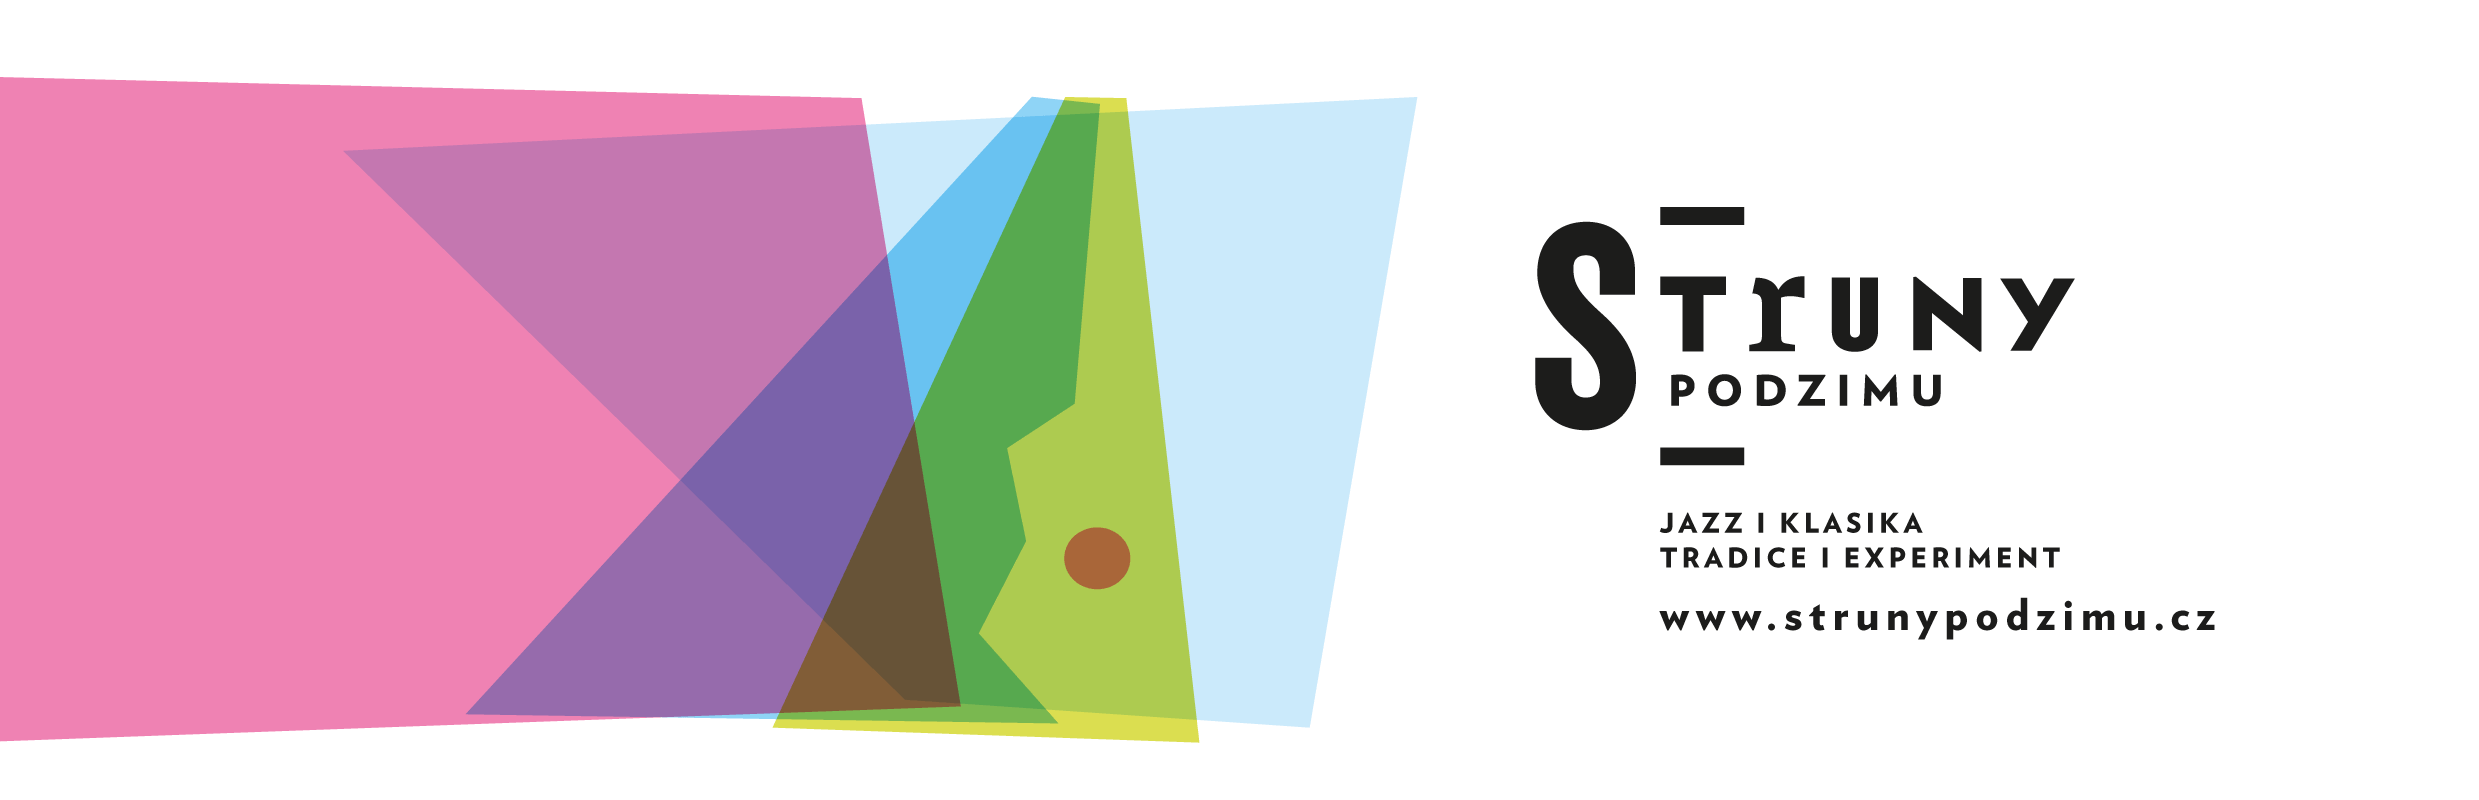 Struny
PODZIMU
JAZZ I KLASIKA
TRADICE I EXPERIMENT
www.strunypodzimu.cz